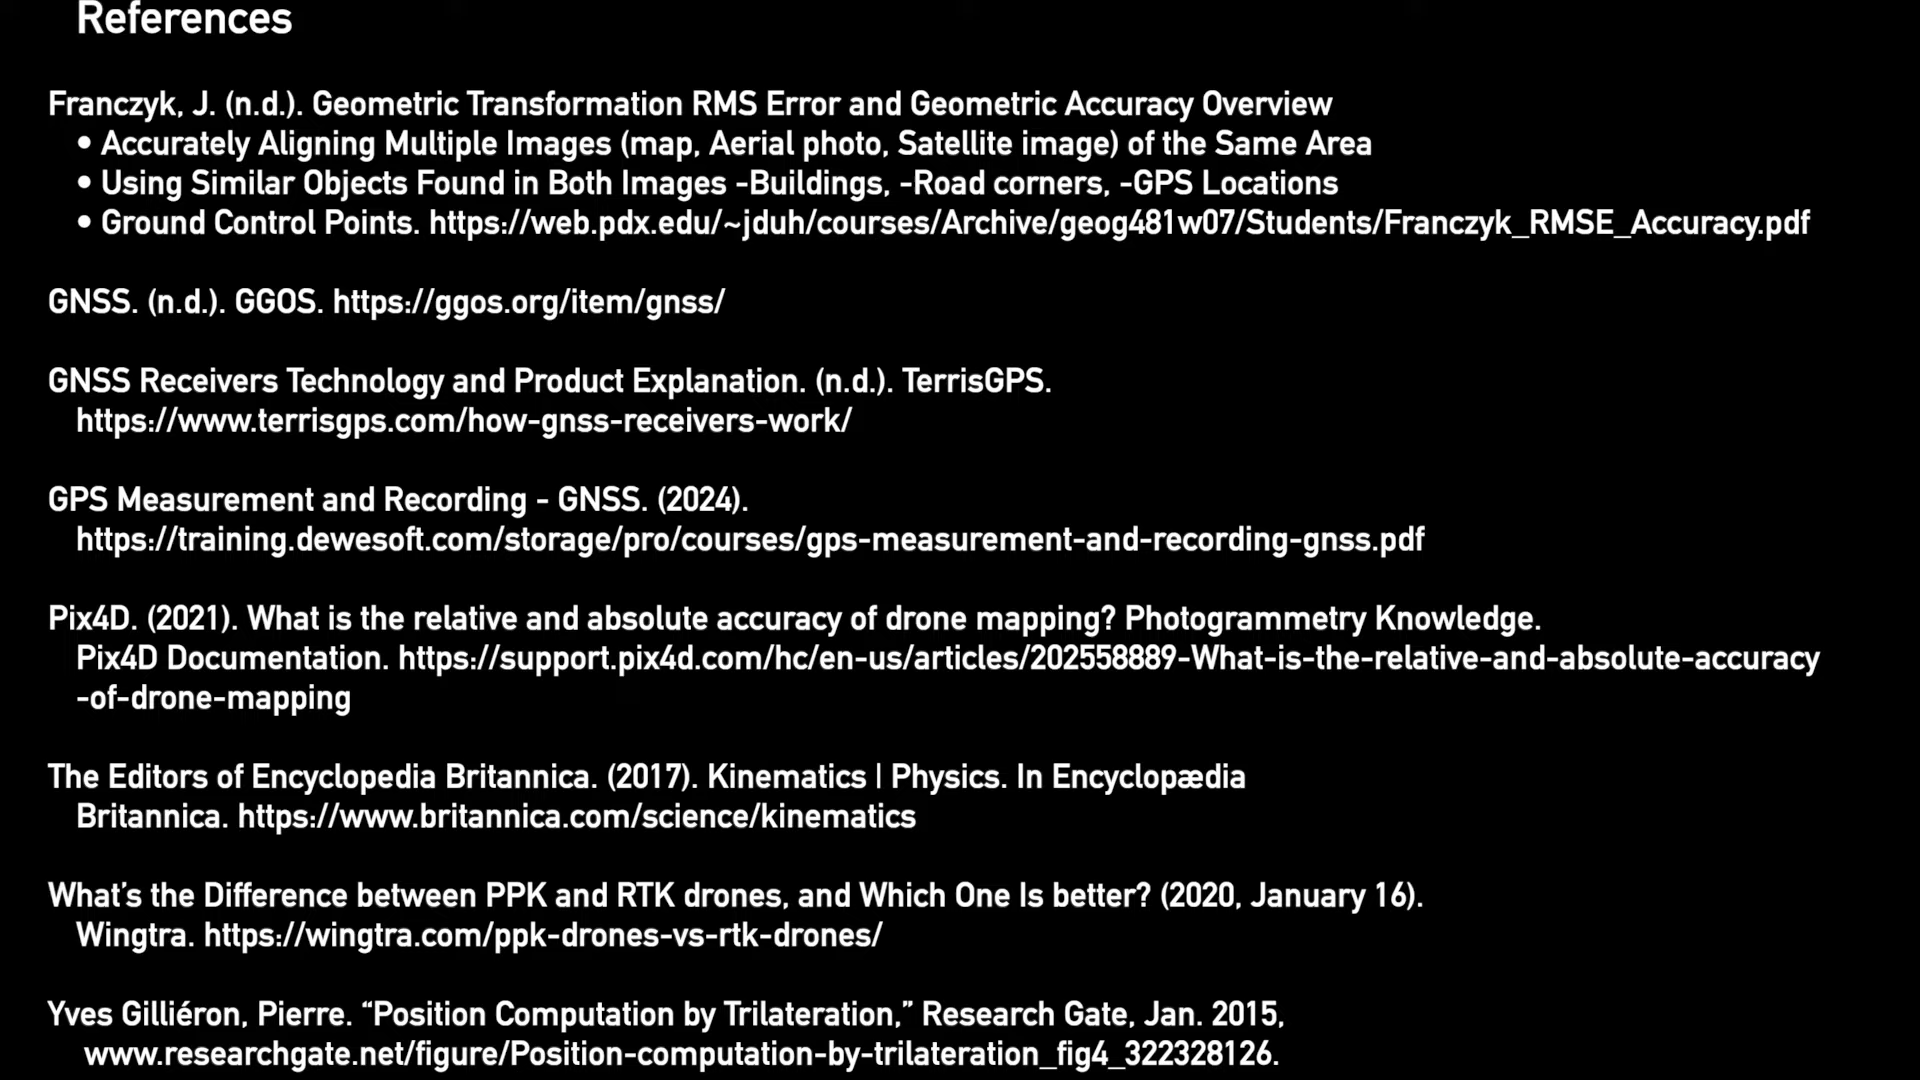 References
Franczyk, J. (n.d.). Geometric Transformation RMS Error and Geometric Accuracy Overview
• Accurately Aligning Multiple Images (map, Aerial photo, Satellite image) of the Same Area
• Using Similar Objects Found in Both Images -Buildings, -Road corners, -GPS Locations
• Ground Control Points. https://web.pdx.edu/~jduh/courses/Archive/geog481w07/Students/Franczyk_RMSE_Accuracy.pdf
GNSS. (n.d.). GGOS. https://ggos.org/item/gnss/
GNSS Receivers Technology and Product Explanation. (n.d.). TerrisGPS.
https://www.terrisgps.com/how-gnss-receivers-work/
GPS Measurement and Recording - GNSS. (2024).
https://training.dewesoft.com/storage/pro/courses/gps-measurement-and-recording-gnss.pdf
Pix4D. (2021). What is the relative and absolute accuracy of drone mapping? Photogrammetry Knowledge.
Pix4D Documentation. https://support.pix4d.com/hc/en-us/articles/202558889-What-is-the-relative-and-absolute-accuracy
-of-drone-mapping
The Editors of Encyclopedia Britannica. (2017). Kinematics | Physics. In Encyclopædia
Britannica. https://www.britannica.com/science/kinematics
What’s the Difference between PPK and RTK drones, and Which One Is better? (2020, January 16).
Wingtra. https://wingtra.com/ppk-drones-vs-rtk-drones/
Yves Gilliéron, Pierre. “Position Computation by Trilateration,” Research Gate, Jan. 2015,
www.researchgate.net/figure/Position-computation-by-trilateration_fig4_322328126.